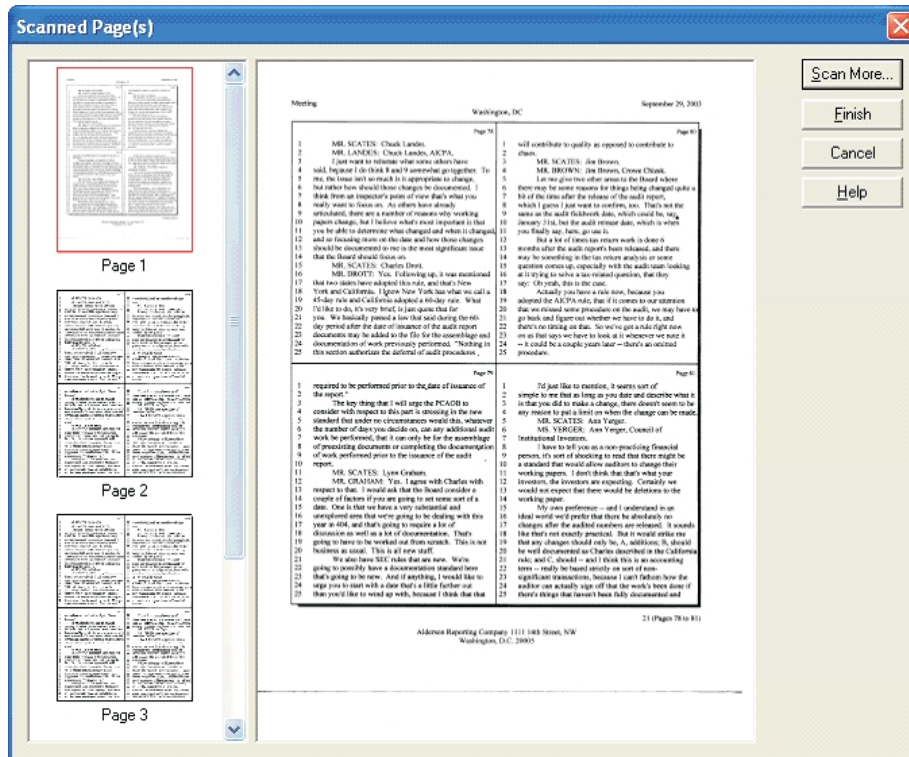 Scanned Page(s)
Page 1
Page 2
Page 3
Scan More...
Finish
Cancel
Help
Meeting
September 29, 2003
Washington, DC
Page 78
1 MR. SCATES: Chuck Landes.
2 MR. LANDES: Chuck Landes, AICPA.
3 I just want to reiterate what some others have
4 said, because I do think 8 and 9 somewhat go together. To
5 me, the issue isn't so much is it appropriate to change,
6 but rather how should those changes be documented. I
7 think from an inspector's point of view that's what you
8 really want to focus on. As others have already
9 articulated, there are a number of reasons why working
10 papers change, but I believe what's most important is that
11 you be able to determine what changed and when it changed,
12 and so focusing more on the date and how those changes
13 should be documented to me is the most significant issue
14 that the Board should focus on.
15 MR. SCATES: Charles Drott.
16 MR. DROTT: Yes. Following up, it was mentioned
17 that two states have adopted this rule, and that's New
18 York and California. I know New York has what we call a
19 45-day rule and California adopted a 60-day rule. What
20 I'd like to do, it's very brief, is just quote that for
21 you. We basically passed a law that said during the 60-
22 day period after the date of issuance of the audit report
23 documents may be added to the file for the assemblage and
24 documentation of work previously performed. "Nothing in
25 this section authorizes the deferral of audit procedures
Page 79
1 required to be performed prior to the date of issuance of
2 the report."
3 The key thing that I will urge the PCAOB to
4 consider with respect to this part is stressing in the new
5 standard that under no circumstances would this, whatever
6 the number of days you decide on, can any additional audit
7 work be performed, that it can only be for the assemblage
8 of preexisting documents or completing the documentation
9 of work performed prior to the issuance of the audit
10 report.
11 MR. SCATES: Lynn Graham.
12 MR. GRAHAM: Yes. I agree with Charles with
13 respect to that. I would ask that the Board consider a
14 couple of factors if you are going to set some sort of a
15 date. One is that we have a very substantial and
16 unexplored area that we're going to be dealing with this
17 year in 404, and that's going to require a lot of
18 discussion as well as a lot of documentation. That's
19 going to have to be worked out from scratch. This is not
20 business as usual. This is all new stuff.
21 We also have SEC rules that are new. We're
22 going to possibly have a documentation standard here
23 that's going to be new. And if anything, I would like to
24 urge you to start with a date that's a little farther out
25 than you'd like to wind up with, because I think that that
Page 80
1 will contribute to quality as opposed to contribute to
2 chaos.
3 MR. SCATES: Jim Brown.
4 MR. BROWN: Jim Brown, Crowe Chizek.
5 Let me give two other areas to the Board where
6 there may be some reasons for things being changed quite a
7 bit of the time after the release of the audit report,
8 which I guess I just want to confirm, too. That's not the
9 same as the audit fieldwork date, which could be, say,
10 January 31st, but the audit release date, which is when
11 you finally say, here, go use it.
12 But a lot of times tax return work is done 6
13 months after the audit report's been released, and there
14 may be something in the tax return analysis or some
15 question comes up, especially with the audit team looking
16 at it trying to solve a tax-related question, that they
17 say: Oh yeah, this is the case.
18 Actually you have a rule now, because you
19 adopted the AICPA rule, that if it comes to our attention
20 that we missed some procedure on the audit, we may have to
21 go back and figure out whether we have to do it, and
22 there's no timing on that. So we've got a rule right now
23 on us that says we have to look at it whenever we note it
24 -- it could be a couple years later -- there's an omitted
25 procedure.
Page 81
1 I'd just like to mention, it seems sort of
2 simple to me that as long as you date and describe what it
3 is that you did to make a change, there doesn't seem to be
4 any reason to put a limit on when the change can be made.
5 MR. SCATES: Ann Yerger.
6 MS. YERGER: Ann Yerger, Council of
7 Institutional Investors.
8 I have to tell you as a non-practicing financial
9 person, it's sort of shocking to read that there might be
10 a standard that would allow auditors to change their
11 working papers. I don't think that that's what your
12 investors, the investors are expecting. Certainly we
13 would not expect that there would be deletions to the
14 working paper.
15 My own preference -- and I understand in an
16 ideal world we'd prefer that there be absolutely no
17 changes after the audited numbers are released. It sounds
18 like that's not exactly practical. But it would strike me
19 that any changes should only be, A, additions; B, should
20 be well documented as Charles described in the California
21 rule; and C, should -- and I think this is an accounting
22 term -- really be based strictly on sort of non-
23 significant transactions, because I can't fathom how the
24 auditor can actually sign off that the work's been done if
25 there's things that haven't been fully documented and
23 (Pages 78 to 81)
Alderson Reporting Company 1111 14th Street, NW
Washington, D.C. 20005